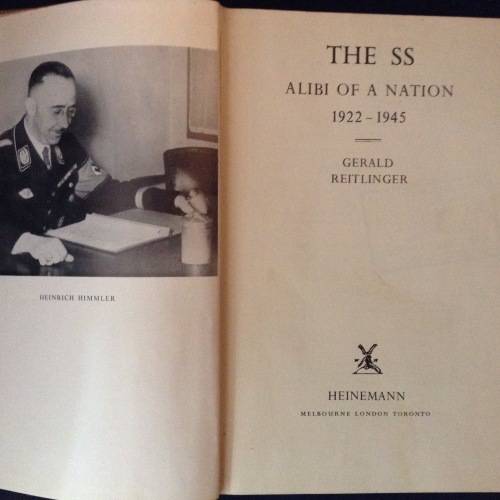 HEINRICH HIMMLER
THE SS
ALIBI OF A NATION
1922–1945
GERALD
REITLINGER
HEINEMANN
MELBOURNE LONDON TORONTO